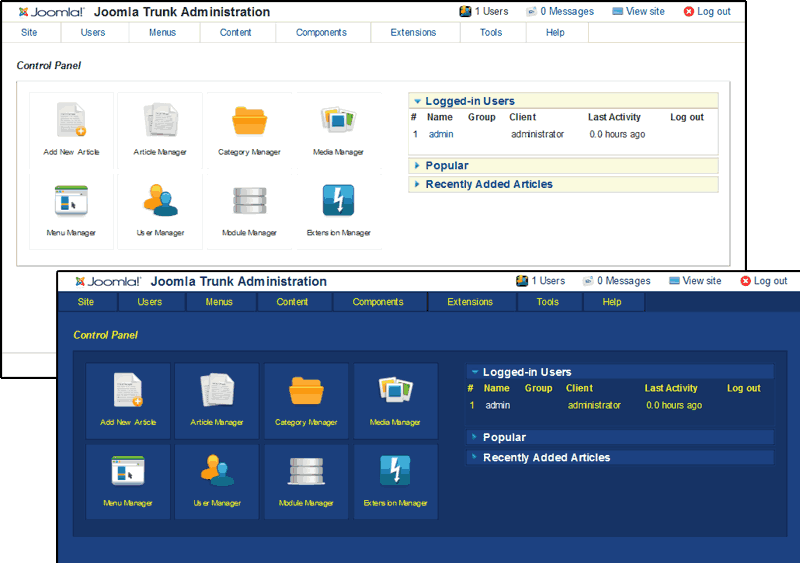 Joomla! Joomla Trunk Administration 1 Users 0 Messages View site Log out
Site Users Menus Content Components Extensions Tools Help
Control Panel
Logged-in Users
# Name Group Client Last Activity Log out
1 admin administrator 0.0 hours ago
Add New Article Article Manager Category Manager Media Manager
Popular
Recently Added Articles
Menu Manager User Manager Module Manager Extension Manager
Joomla! Joomla Trunk Administration 1 Users 0 Messages View site Log out
Site Users Menus Content Components Extensions Tools Help
Control Panel
Logged-in Users
# Name Group Client Last Activity Log out
1 admin administrator 0.0 hours ago
Add New Article Article Manager Category Manager Media Manager
Popular
Recently Added Articles
Menu Manager User Manager Module Manager Extension Manager